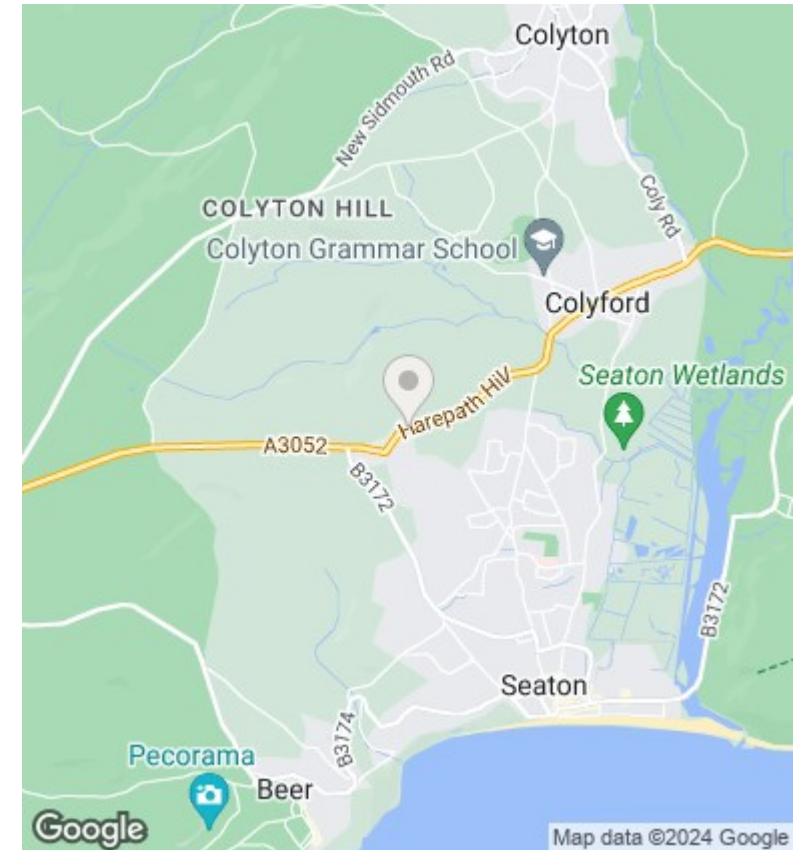 Colyton
New Sidmouth Rd
Coly Rd
COLYTON HILL
Colyton Grammar School
Colyford
Seaton Wetlands
Harepath Hill
A3052
B3172
B3172
Seaton
B3174
Pecorama
Beer
Google
Map data ©2024 Google